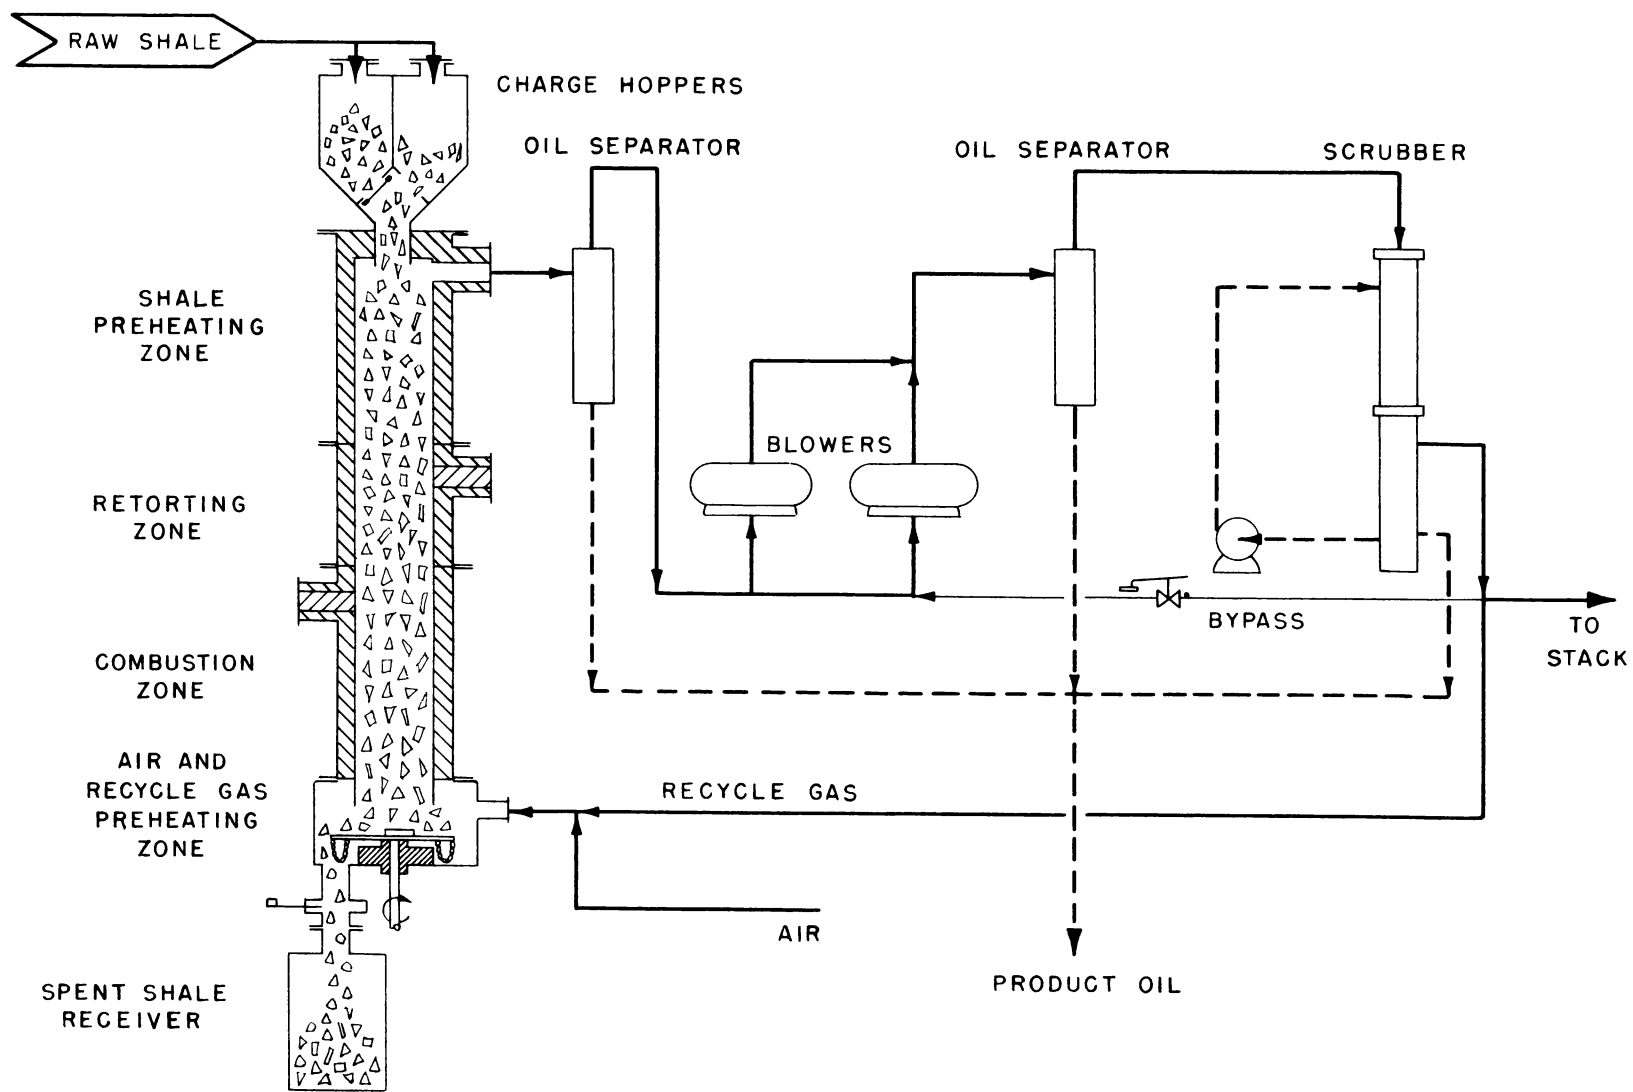 RAW SHALE
CHARGE HOPPERS
OIL SEPARATOR
OIL SEPARATOR
SCRUBBER
SHALE
PREHEATING
ZONE
BLOWERS
RETORTING
ZONE
BYPASS
TO
STACK
COMBUSTION
ZONE
AIR AND
RECYCLE GAS
PREHEATING
ZONE
RECYCLE GAS
AIR
PRODUCT OIL
SPENT SHALE
RECEIVER